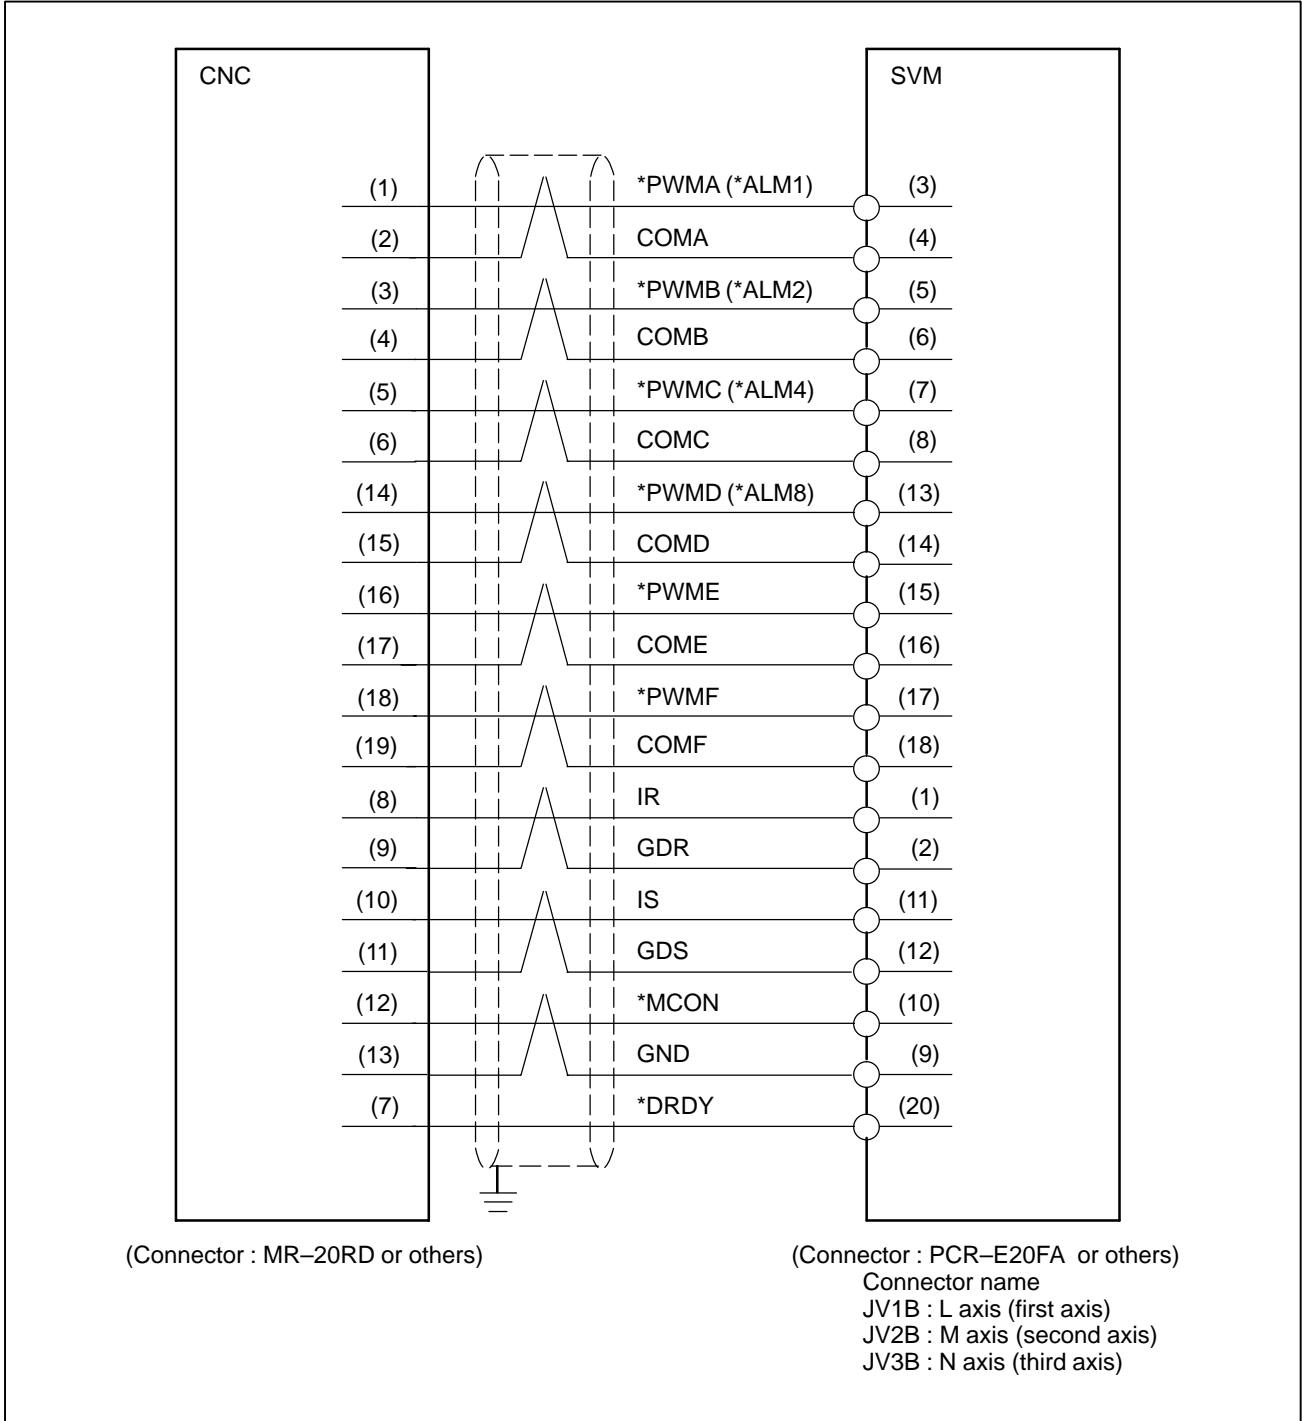 CNC
SVM
(1) *PWMA (*ALM1) (3)
(2) COMA (4)
(3) *PWMB (*ALM2) (5)
(4) COMB (6)
(5) *PWMC (*ALM4) (7)
(6) COMC (8)
(14) *PWMD (*ALM8) (13)
(15) COMD (14)
(16) *PWME (15)
(17) COME (16)
(18) *PWMF (17)
(19) COMF (18)
(8) IR (1)
(9) GDR (2)
(10) IS (11)
(11) GDS (12)
(12) *MCON (10)
(13) GND (9)
(7) *DRDY (20)
(Connector : MR–20RD or others)
(Connector : PCR–E20FA or others)
Connector name
JV1B : L axis (first axis)
JV2B : M axis (second axis)
JV3B : N axis (third axis)